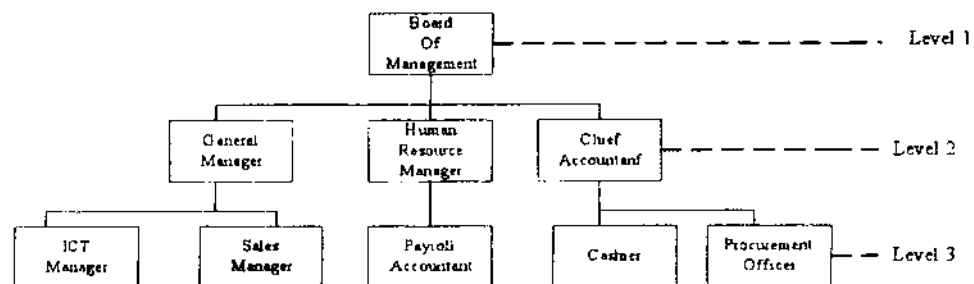 Board
Of
Management
Level 1
General
Manager
Human
Resource
Manager
Chief
Accountant
Level 2
ICT
Manager
Sales
Manager
Payroll
Accountant
Cashier
Procurement
Officer
Level 3